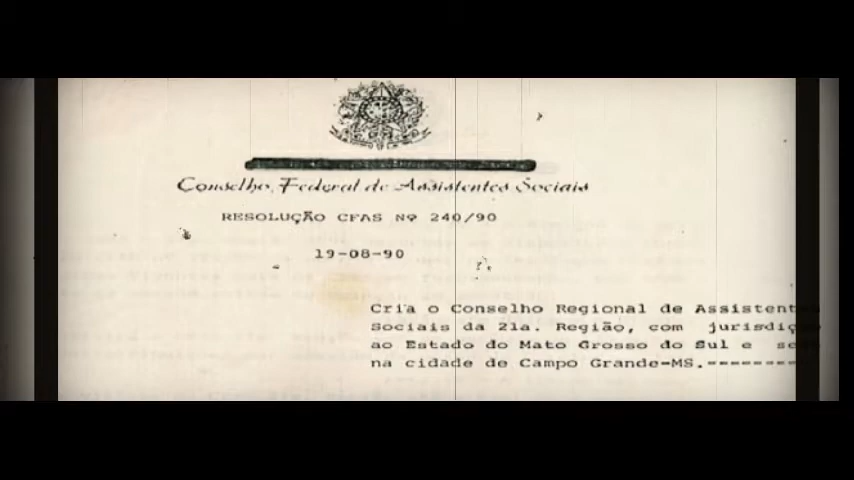 Conselho Federal de Assistentes Sociais
RESOLUÇÃO CFAS Nº 240/90
19-08-90
Cria o Conselho Regional de Assistent
Sociais da 21a. Região, com jurisdiç
ao Estado do Mato Grosso do Sul e se
na cidade de Campo Grande-MS.---------